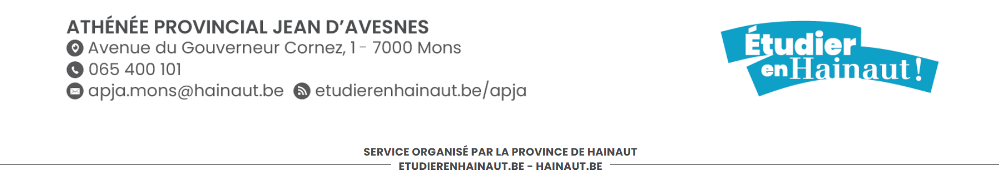 ATHÉNÉE PROVINCIAL JEAN D’AVESNES
Avenue du Gouverneur Cornez, 1 - 7000 Mons
065 400 101
apja.mons@hainaut.be etudierenhainaut.be/apja
Étudier
en Hainaut !
SERVICE ORGANISÉ PAR LA PROVINCE DE HAINAUT
ETUDIERENHAINAUT.BE - HAINAUT.BE